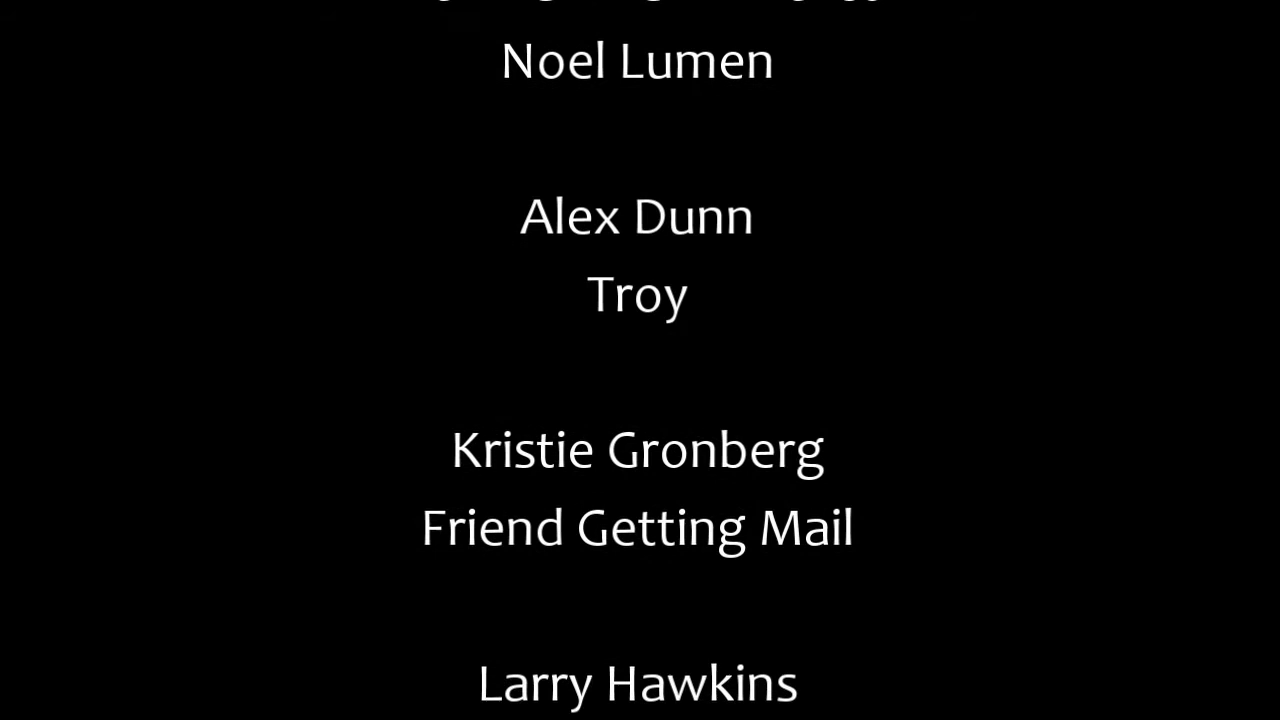 Noel Lumen
Alex Dunn
Troy
Kristie Gronberg
Friend Getting Mail
Larry Hawkins